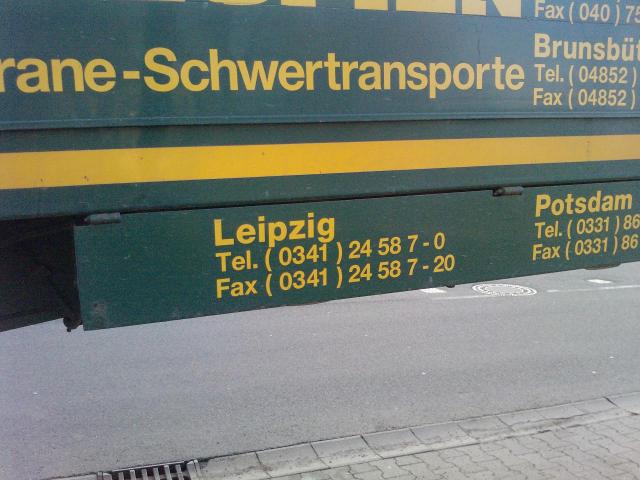 Fax ( 040 ) 75
rane-Schwertransporte
Brunsbüt
Tel. ( 04852 )
Fax ( 04852 )
Leipzig
Tel. ( 0341 ) 24 58 7 - 0
Fax ( 0341 ) 24 58 7 - 20
Potsdam
Tel. ( 0331 ) 86
Fax ( 0331 ) 86